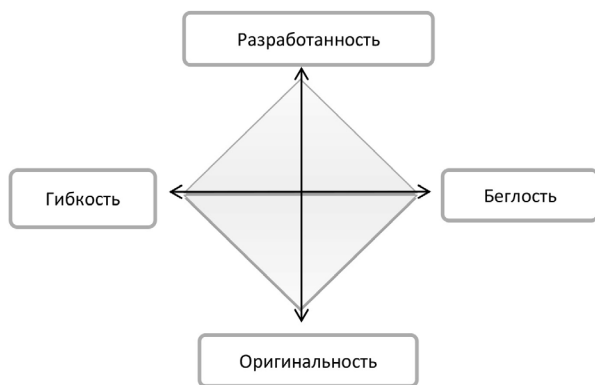 Разработанность
Гибкость
Беглость
Оригинальность